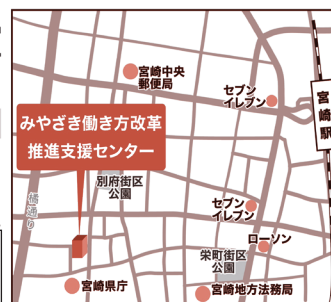 宮崎中央
郵便局
セブン
イレブン
宮崎駅
みやざき働き方改革
推進支援センター
別府街区
公園
橘通り
セブン
イレブン
ローソン
栄町街区
公園
宮崎県庁
宮崎地方法務局